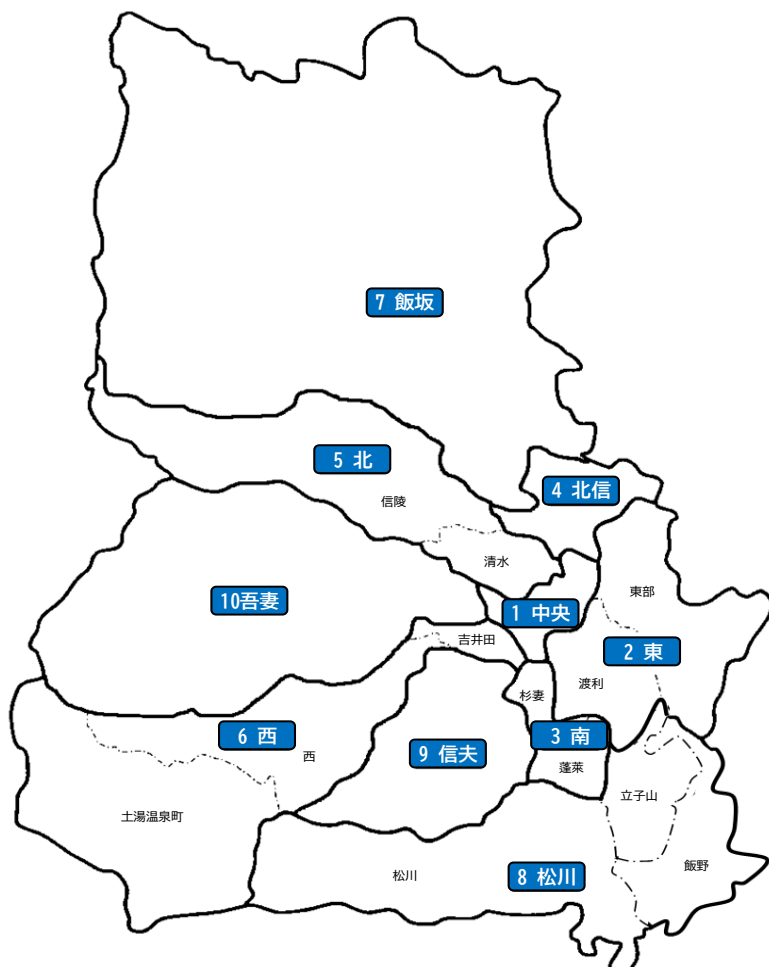 7 飯坂
5 北
4 北信
信陵
清水
東部
10吾妻
1 中央
吉井田
2 東
渡利
杉妻
6 西
西
9 信夫
3 南
蓬莱
立子山
土湯温泉町
飯野
松川
8 松川